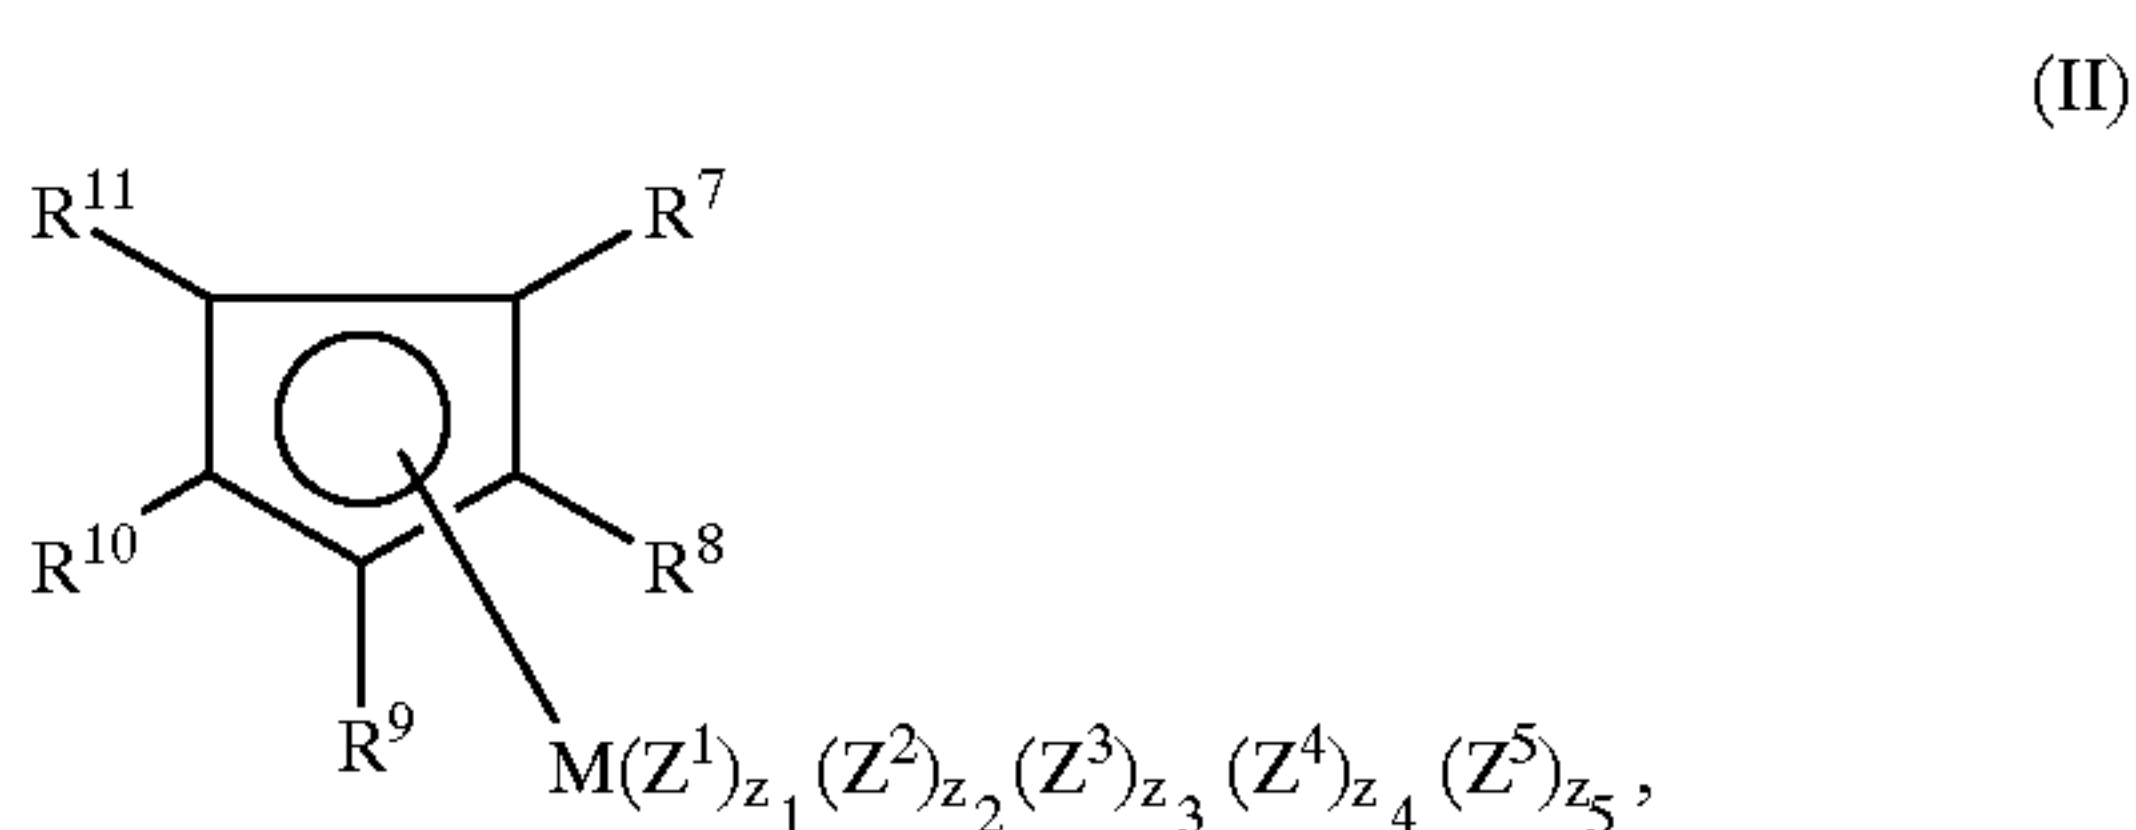 (II)
R¹¹ R⁷
R¹⁰ R⁸
R⁹
M(Z¹)z₁ (Z²)z₂ (Z³)z₃ (Z⁴)z₄ (Z⁵)z₅ ,